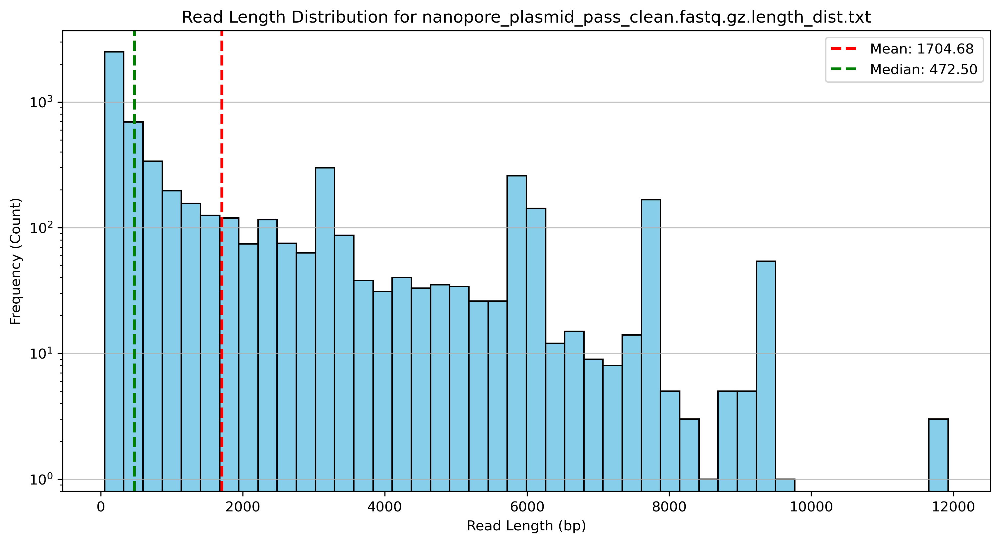 Read Length Distribution for nanopore_plasmid_pass_clean.fastq.gz.length_dist.txt
Mean: 1704.68
Median: 472.50
Frequency (Count)
10³
10²
10¹
10⁰
0 2000 4000 6000 8000 10000 12000
Read Length (bp)